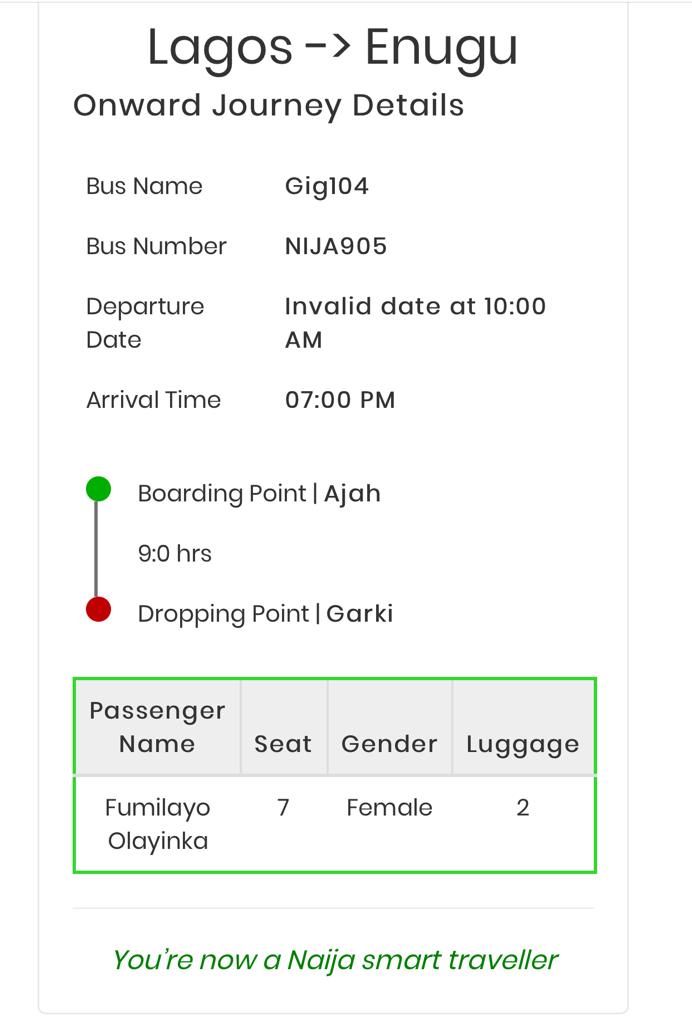 Lagos -> Enugu
Onward Journey Details
Bus Name Gig104
Bus Number NIJA905
Departure Invalid date at 10:00
Date AM
Arrival Time 07:00 PM
Boarding Point | Ajah
9:0 hrs
Dropping Point | Garki
Passenger
Name Seat Gender Luggage
Fumilayo 7 Female 2
Olayinka
You're now a Naija smart traveller